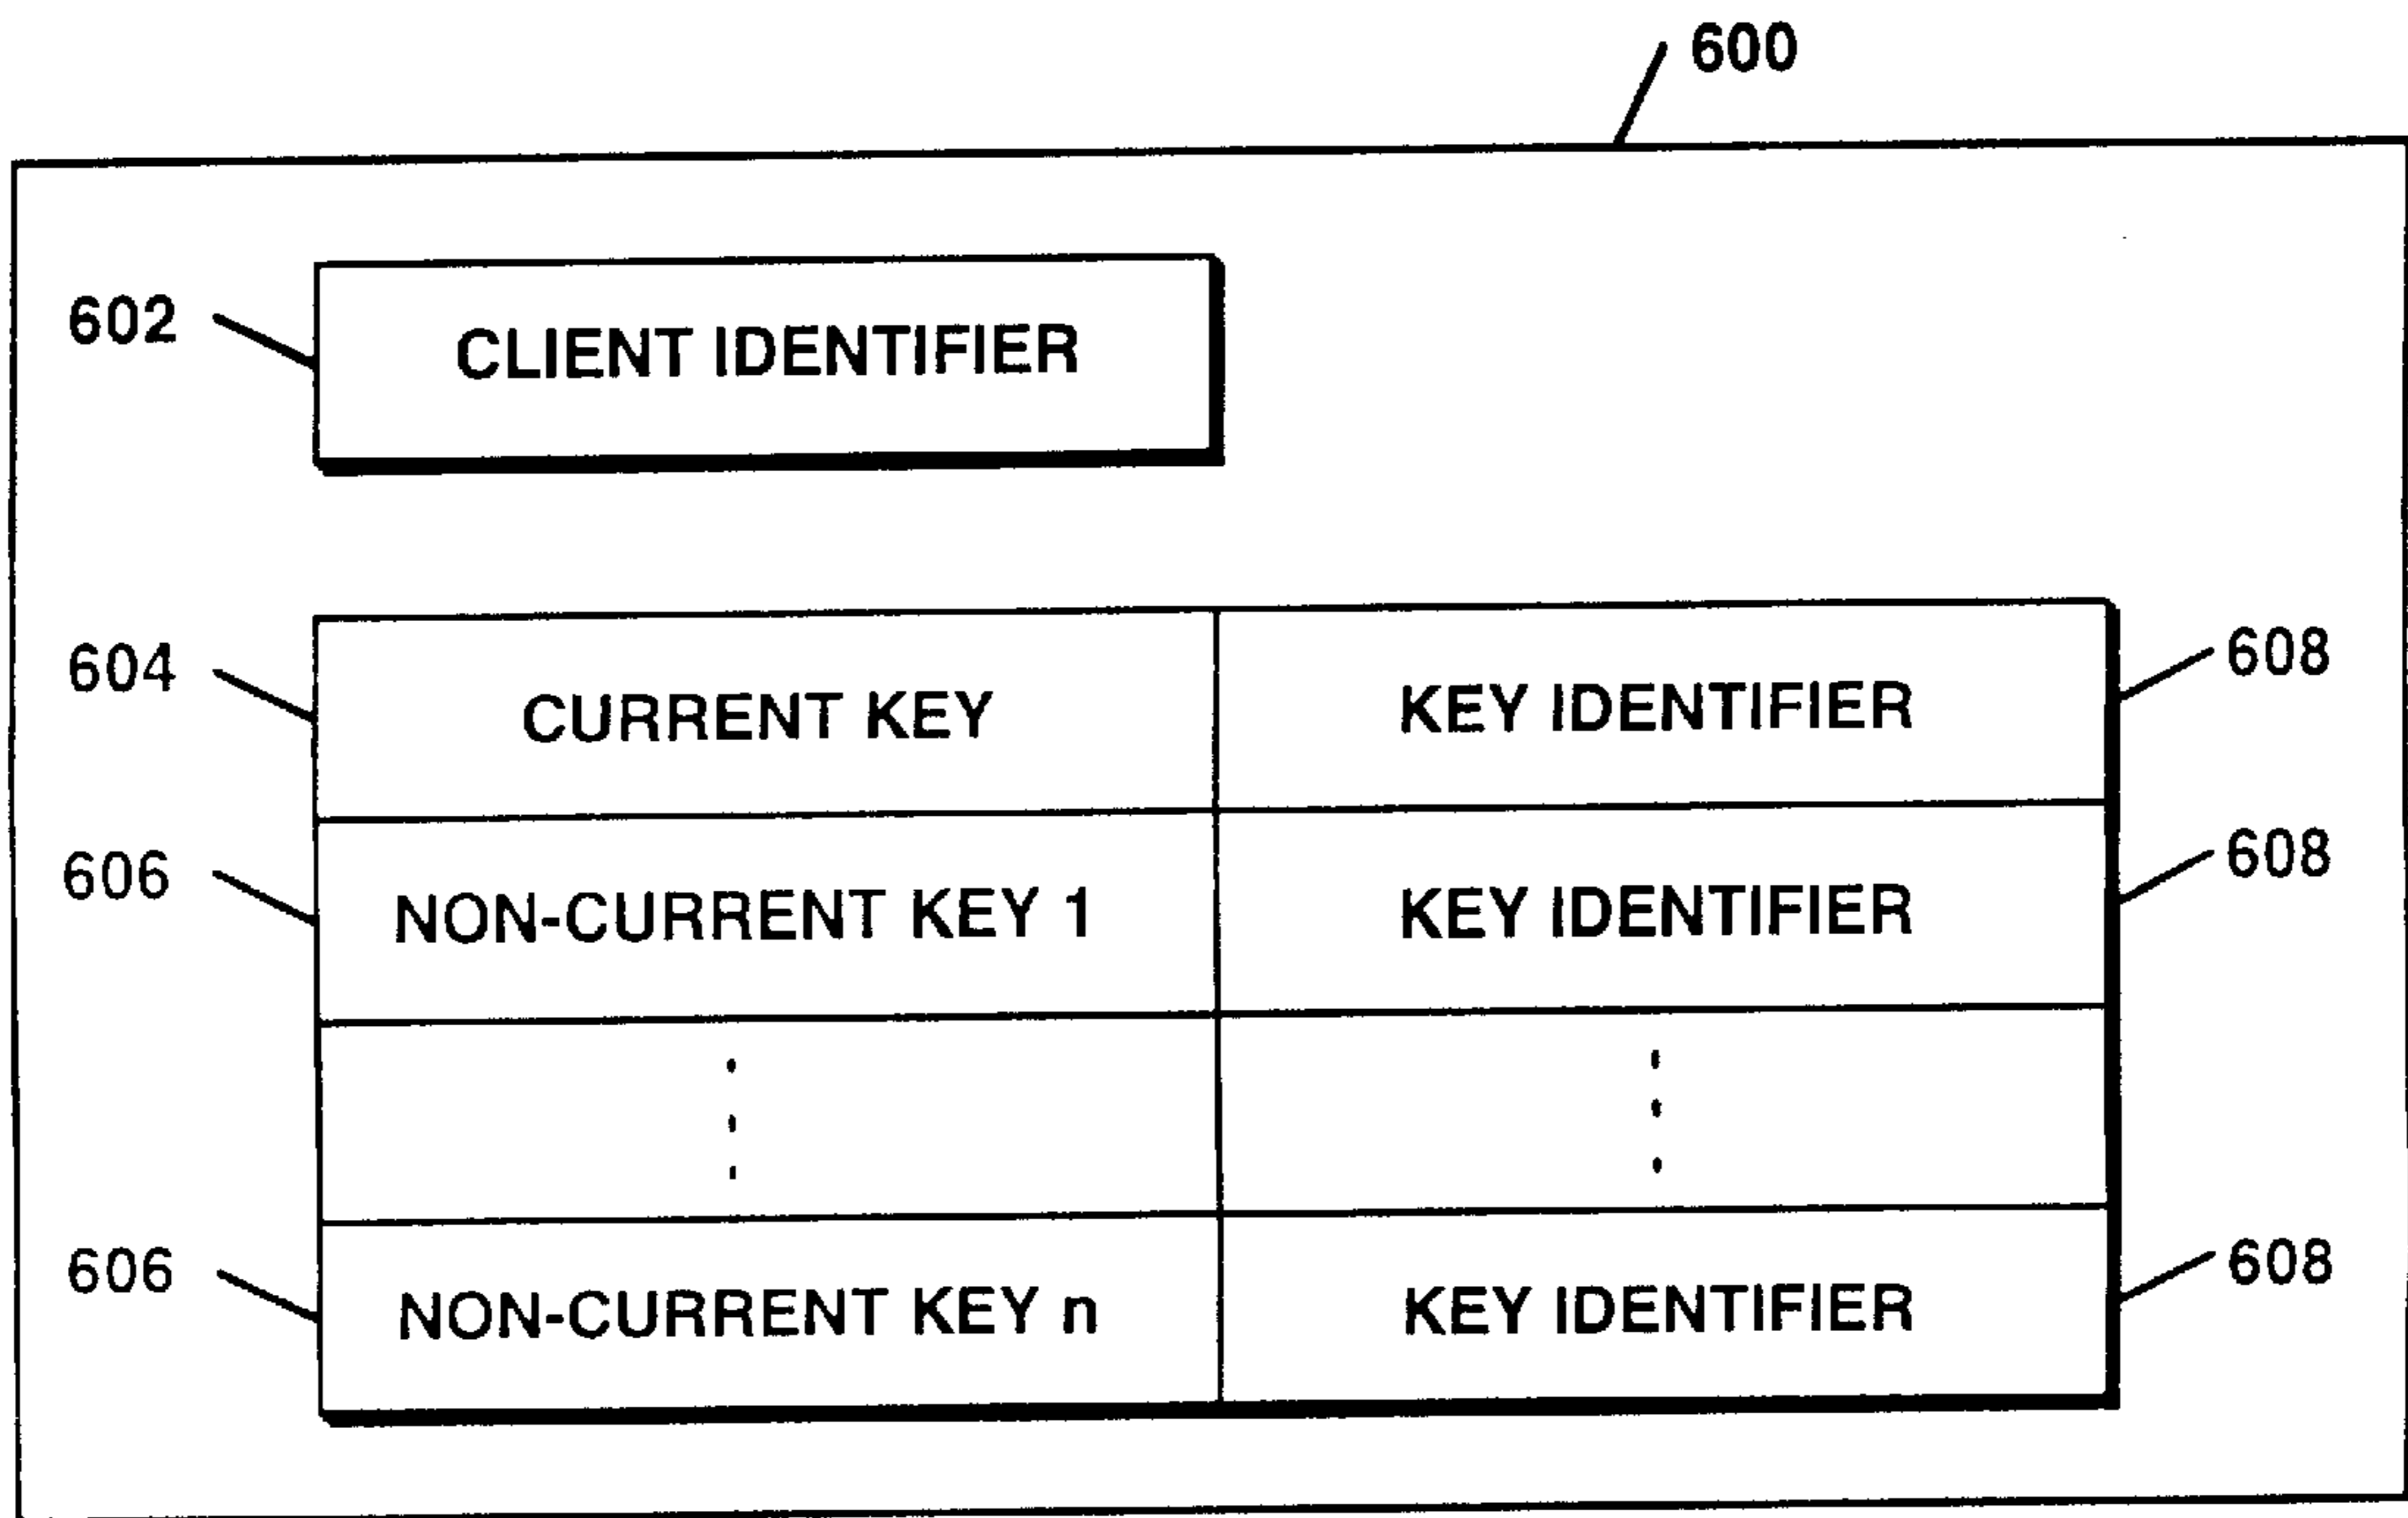 600
602 CLIENT IDENTIFIER
604 CURRENT KEY KEY IDENTIFIER 608
606 NON-CURRENT KEY 1 KEY IDENTIFIER 608
606 NON-CURRENT KEY n KEY IDENTIFIER 608